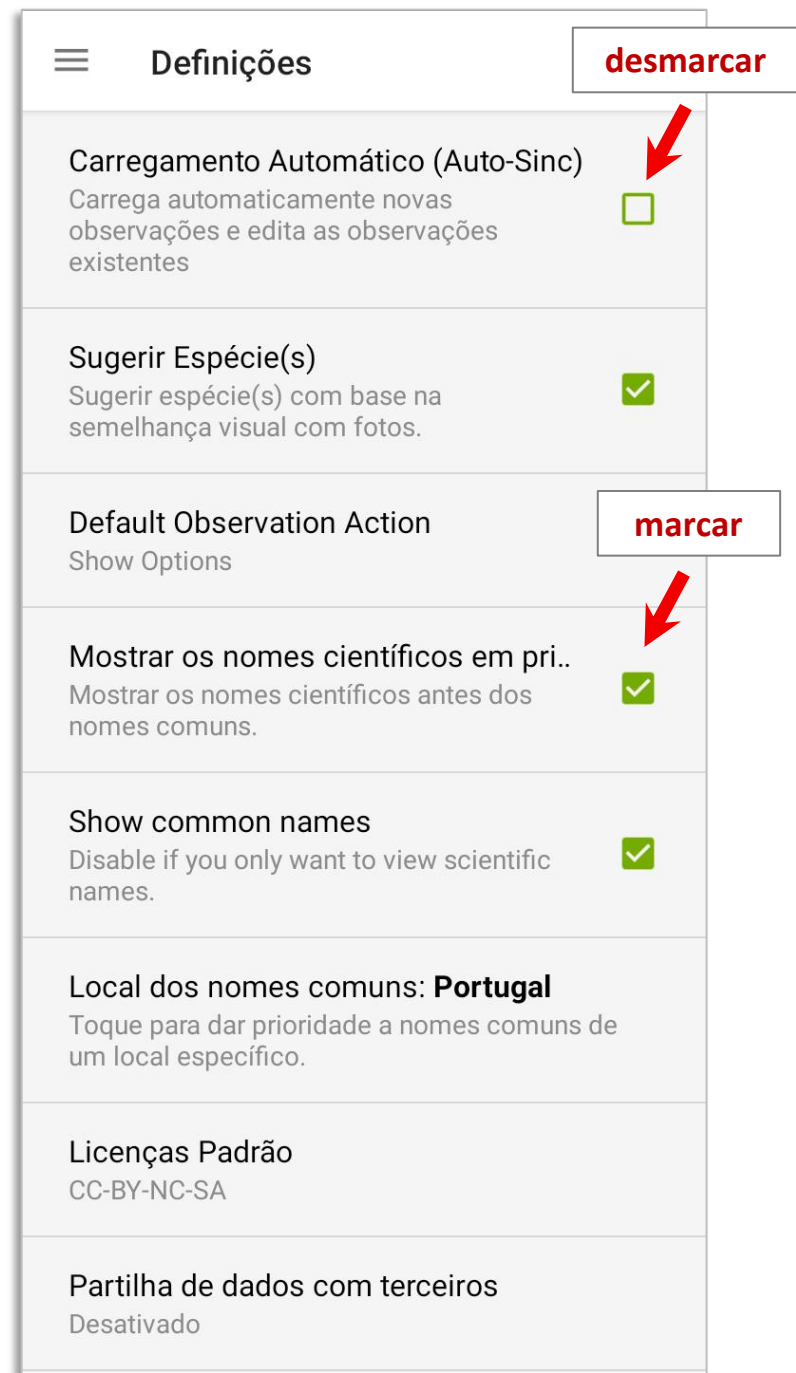 Definições
desmarcar
Carregamento Automático (Auto-Sinc)
Carrega automaticamente novas
observações e edita as observações
existentes
Sugerir Espécie(s)
Sugerir espécie(s) com base na
semelhança visual com fotos.
Default Observation Action
Show Options
marcar
Mostrar os nomes científicos em pri..
Mostrar os nomes científicos antes dos
nomes comuns.
Show common names
Disable if you only want to view scientific
names.
Local dos nomes comuns: Portugal
Toque para dar prioridade a nomes comuns de
um local específico.
Licenças Padrão
CC-BY-NC-SA
Partilha de dados com terceiros
Desativado